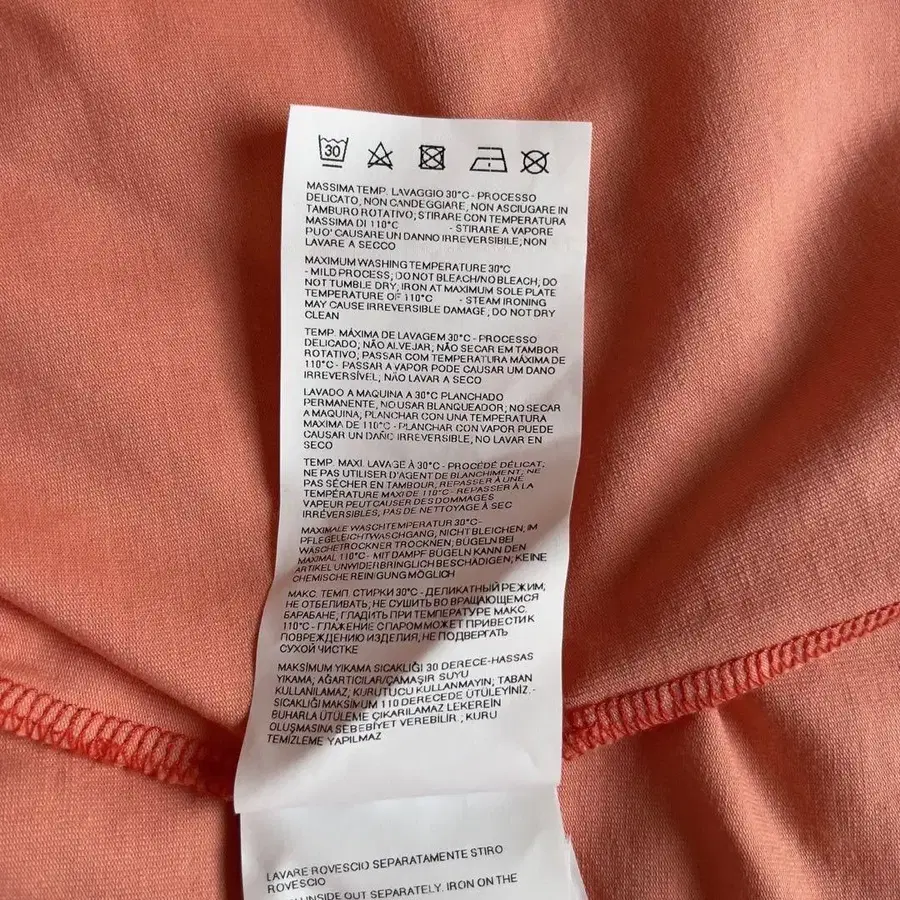 30
MASSIMA TEMP. LAVAGGIO 30°C - PROCESSO
DELICATO, NON CANDEGGIARE, NON ASCIUGARE IN
TAMBURO ROTATIVO; STIRARE CON TEMPERATURA
MASSIMA DI 110°C - STIRARE A VAPORE
PUO' CAUSARE UN DANNO IRREVERSIBILE; NON
LAVARE A SECCO
MAXIMUM WASHING TEMPERATURE 30°C
- MILD PROCESS; DO NOT BLEACH/NO BLEACH; DO
NOT TUMBLE DRY; IRON AT MAXIMUM SOLE PLATE
TEMPERATURE OF 110°C - STEAM IRONING
MAY CAUSE IRREVERSIBLE DAMAGE; DO NOT DRY
CLEAN
TEMP. MÁXIMA DE LAVAGEM 30°C - PROCESSO
DELICADO; NÃO ALVEJAR; NÃO SECAR EM TAMBOR
ROTATIVO; PASSAR COM TEMPERATURA MÁXIMA DE
110°C - PASSAR A VAPOR PODE CAUSAR UM DANO
IRREVERSÍVEL, NÃO LAVAR A SECO
LAVADO A MAQUINA A 30°C PLANCHADO
PERMANENTE, NO USAR BLANQUEADOR; NO SECAR
A MAQUINA, PLANCHAR CON UNA TEMPERATURA
MAXIMA DE 110°C - PLANCHAR CON VAPOR PUEDE
CAUSAR UN DAÑO IRREVERSIBLE, NO LAVAR EN
SECO
TEMP. MAXI. LAVAGE À 30°C - PROCÉDÉ DÉLICAT,
NE PAS UTILISER D'AGENT DE BLANCHIMENT, NE
PAS SÉCHER EN TAMBOUR, REPASSER À UNE
TEMPÉRATURE MAXI DE 110°C - REPASSER À LA
VAPEUR PEUT CAUSER DES DOMMAGES
IRRÉVERSIBLES, PAS DE NETTOYAGE À SEC
MAXIMALE WASCHTEMPERATUR 30°C -
PFLEGELEICHTWASCHGANG, NICHT BLEICHEN, IM
WASCHETROCKNER TROCKNEN; BÜGELN BEI
MAXIMAL 110°C - MIT DAMPF BÜGELN KANN DEN
ARTIKEL UNWIDERBRINGLICH BESCHÄDIGEN; KEINE
CHEMISCHE REINIGUNG MÖGLICH
МАКС. ТЕМП. СТИРКИ 30°C - ДЕЛИКАТНЫЙ РЕЖИМ;
НЕ ОТБЕЛИВАТЬ; НЕ СУШИТЬ ВО ВРАЩАЮЩЕМСЯ
БАРАБАНЕ, ГЛАДИТЬ ПРИ ТЕМПЕРАТУРЕ МАКС.
110°C - ГЛАЖЕНИЕ С ПАРОМ МОЖЕТ ПРИВЕСТИ К
ПОВРЕЖДЕНИЮ ИЗДЕЛИЯ, НЕ ПОДВЕРГАТЬ
СУХОЙ ЧИСТКЕ
MAKSİMUM YIKAMA SICAKLIĞI 30 DERECE-HASSAS
YIKAMA; AĞARTICILAR/ÇAMAŞIR SUYU
KULLANILAMAZ; KURUTUCU KULLANMAYIN; TABAN
SICAKLIĞI MAKSİMUM 110 DERECEDE ÜTÜLEYİNİZ.-
BUHARLA ÜTÜLEME ÇIKARILAMAZ LEKEREİN
OLUŞMASINA SEBEBİYET VEREBİLİR.; KURU
TEMİZLEME YAPILMAZ
LAVARE ROVESCIO SEPARATAMENTE STIRO
ROVESCIO
INSIDE OUT SEPARATELY. IRON ON THE